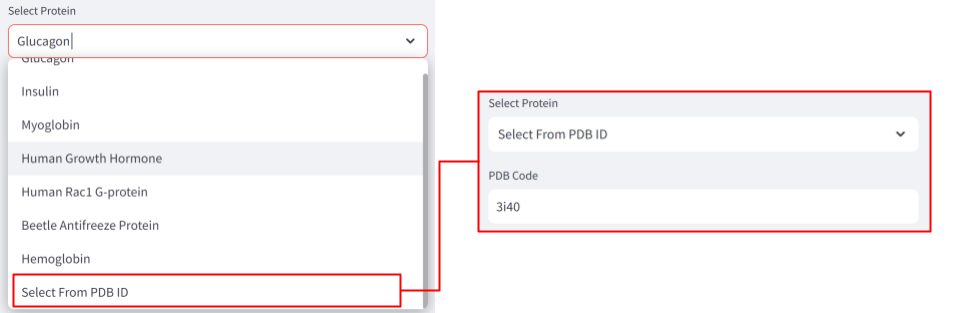 Select Protein
Glucagon
Glucagon
Insulin
Myoglobin
Human Growth Hormone
Human Rac1 G-protein
Beetle Antifreeze Protein
Hemoglobin
Select From PDB ID
Select Protein
Select From PDB ID
PDB Code
3i40